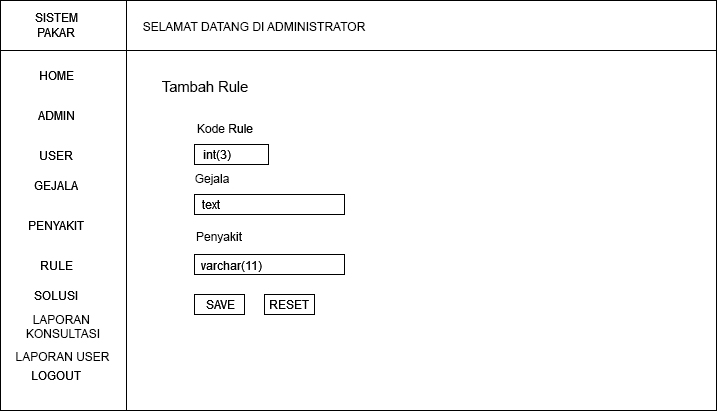 SISTEM
PAKAR
SELAMAT DATANG DI ADMINISTRATOR
HOME
ADMIN
USER
GEJALA
PENYAKIT
RULE
SOLUSI
LAPORAN
KONSULTASI
LAPORAN USER
LOGOUT
Tambah Rule
Kode Rule
int(3)
Gejala
text
Penyakit
varchar(11)
SAVE RESET